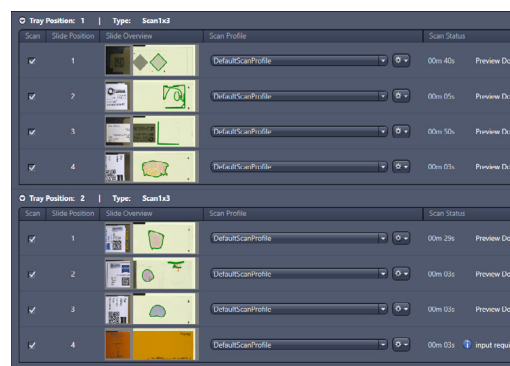 Tray Position: 1 | Type: Scan1x3
Scan Slide Position Slide Overview Scan Profile Scan Status
1 DefaultScanProfile 00m 40s Preview Do
2 DefaultScanProfile 00m 05s Preview Do
3 DefaultScanProfile 00m 50s Preview Do
4 DefaultScanProfile 00m 03s Preview Do
Tray Position: 2 | Type: Scan1x3
Scan Slide Position Slide Overview Scan Profile Scan Status
1 DefaultScanProfile 00m 29s Preview Do
2 DefaultScanProfile 00m 03s Preview Do
3 DefaultScanProfile 00m 03s Preview Do
4 DefaultScanProfile 00m 03s input requi